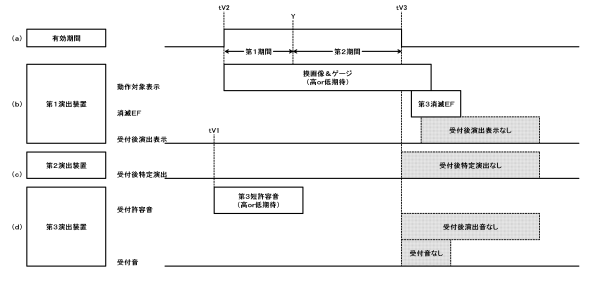 tV2
tV3
Y
(a)
有効期間
第1期間
第2期間
(b)
第1演出装置
動作対象表示
模画像&ゲージ
(高or低期待)
消滅EF
第3消滅EF
受付後演出表示
受付後演出表示なし
tV1
(c)
第2演出装置
受付後特定演出
受付後特定演出なし
(d)
第3演出装置
受付許容音
第3短許容音
(高or低期待)
受付後演出音なし
受付音なし
受付音